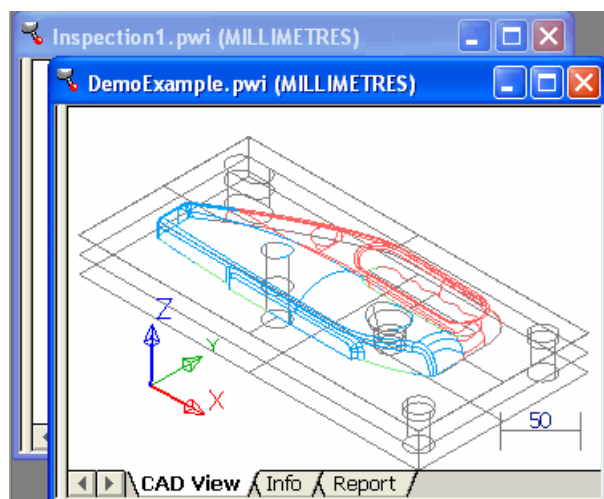 Inspection1.pwi (MILLIMETRES)
DemoExample.pwi (MILLIMETRES)
Z
Y
X
50
CAD View Info Report